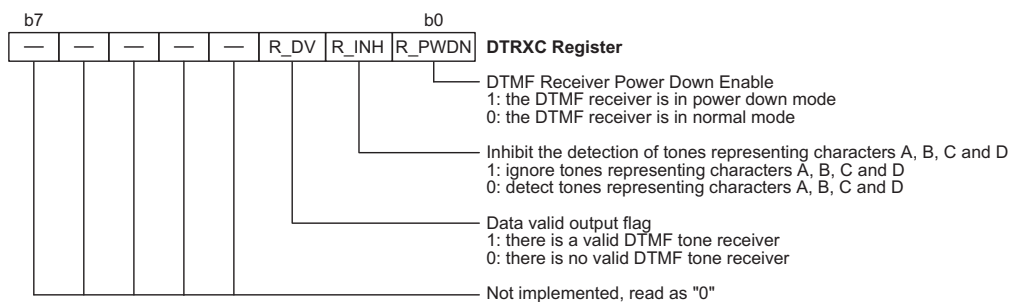 b7 b0
— — — — — R_DV R_INH R_PWDN DTRXC Register
DTMF Receiver Power Down Enable
1: the DTMF receiver is in power down mode
0: the DTMF receiver is in normal mode
Inhibit the detection of tones representing characters A, B, C and D
1: ignore tones representing characters A, B, C and D
0: detect tones representing characters A, B, C and D
Data valid output flag
1: there is a valid DTMF tone receiver
0: there is no valid DTMF tone receiver
Not implemented, read as "0"